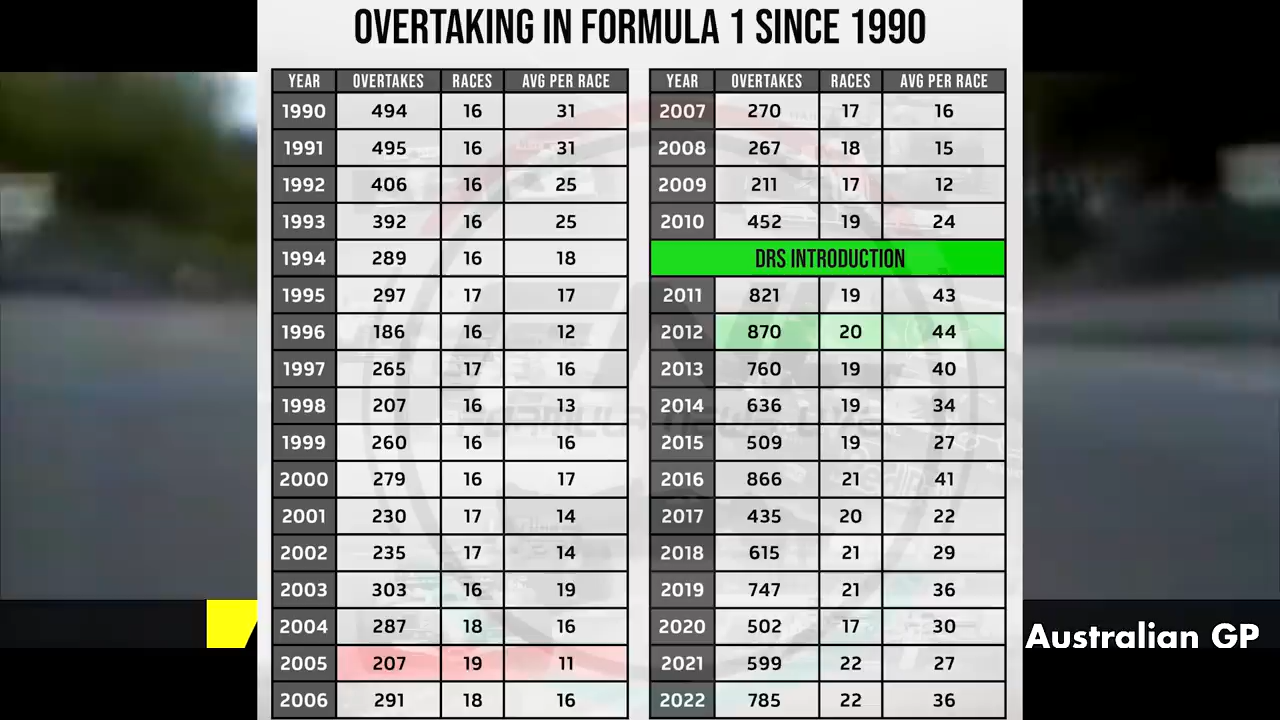 OVERTAKING IN FORMULA 1 SINCE 1990
YEAR OVERTAKES RACES AVG PER RACE
1990 494 16 31
1991 495 16 31
1992 406 16 25
1993 392 16 25
1994 289 16 18
1995 297 17 17
1996 186 16 12
1997 265 17 16
1998 207 16 13
1999 260 16 16
2000 279 16 17
2001 230 17 14
2002 235 17 14
2003 303 16 19
2004 287 18 16
2005 207 19 11
2006 291 18 16
YEAR OVERTAKES RACES AVG PER RACE
2007 270 17 16
2008 267 18 15
2009 211 17 12
2010 452 19 24
DRS INTRODUCTION
2011 821 19 43
2012 870 20 44
2013 760 19 40
2014 636 19 34
2015 509 19 27
2016 866 21 41
2017 435 20 22
2018 615 21 29
2019 747 21 36
2020 502 17 30
2021 599 22 27
2022 785 22 36
FORMULA NEWS LIVE
Australian GP